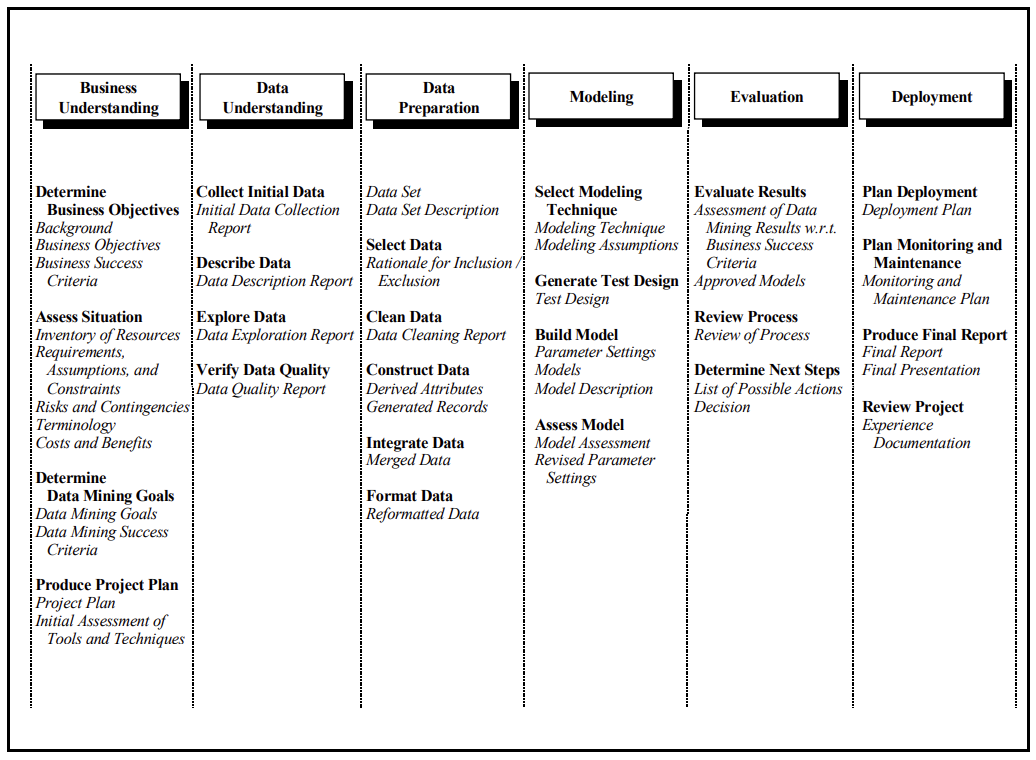 Business
Understanding
Data
Understanding
Data
Preparation
Modeling
Evaluation
Deployment
Determine
Business Objectives
Background
Business Objectives
Business Success
Criteria
Assess Situation
Inventory of Resources
Requirements,
Assumptions, and
Constraints
Risks and Contingencies
Terminology
Costs and Benefits
Determine
Data Mining Goals
Data Mining Goals
Data Mining Success
Criteria
Produce Project Plan
Project Plan
Initial Assessment of
Tools and Techniques
Collect Initial Data
Initial Data Collection
Report
Describe Data
Data Description Report
Explore Data
Data Exploration Report
Verify Data Quality
Data Quality Report
Data Set
Data Set Description
Select Data
Rationale for Inclusion /
Exclusion
Clean Data
Data Cleaning Report
Construct Data
Derived Attributes
Generated Records
Integrate Data
Merged Data
Format Data
Reformatted Data
Select Modeling
Technique
Modeling Technique
Modeling Assumptions
Generate Test Design
Test Design
Build Model
Parameter Settings
Models
Model Description
Assess Model
Model Assessment
Revised Parameter
Settings
Evaluate Results
Assessment of Data
Mining Results w.r.t.
Business Success
Criteria
Approved Models
Review Process
Review of Process
Determine Next Steps
List of Possible Actions
Decision
Plan Deployment
Deployment Plan
Plan Monitoring and
Maintenance
Monitoring and
Maintenance Plan
Produce Final Report
Final Report
Final Presentation
Review Project
Experience
Documentation